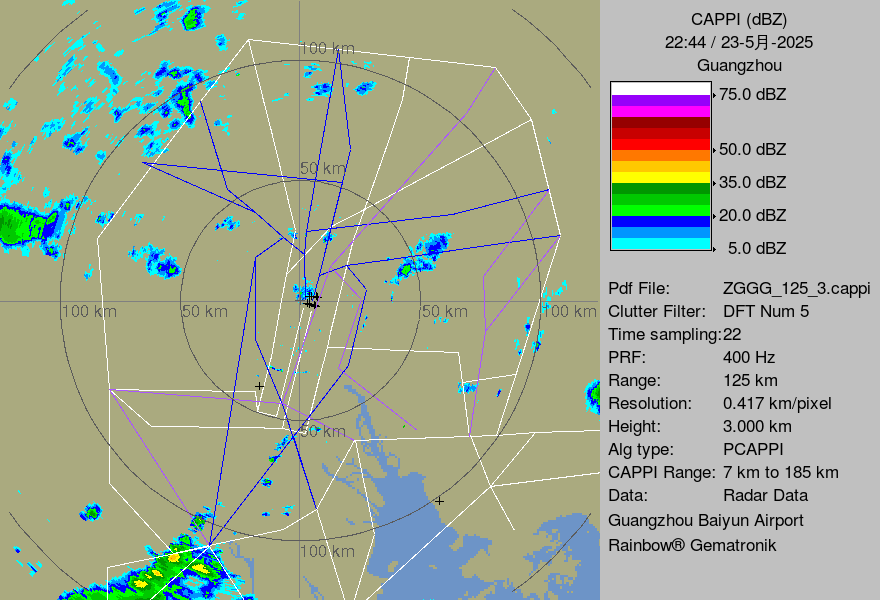 100 km
50 km
100 km
50 km
50 km
100 km
50 km
100 km
CAPPI (dBZ)
22:44 / 23-5月-2025
Guangzhou
75.0 dBZ
50.0 dBZ
35.0 dBZ
20.0 dBZ
5.0 dBZ
Pdf File: ZGGG_125_3.cappi
Clutter Filter: DFT Num 5
Time sampling:22
PRF: 400 Hz
Range: 125 km
Resolution: 0.417 km/pixel
Height: 3.000 km
Alg type: PCAPPI
CAPPI Range: 7 km to 185 km
Data: Radar Data
Guangzhou Baiyun Airport
Rainbow® Gematronik